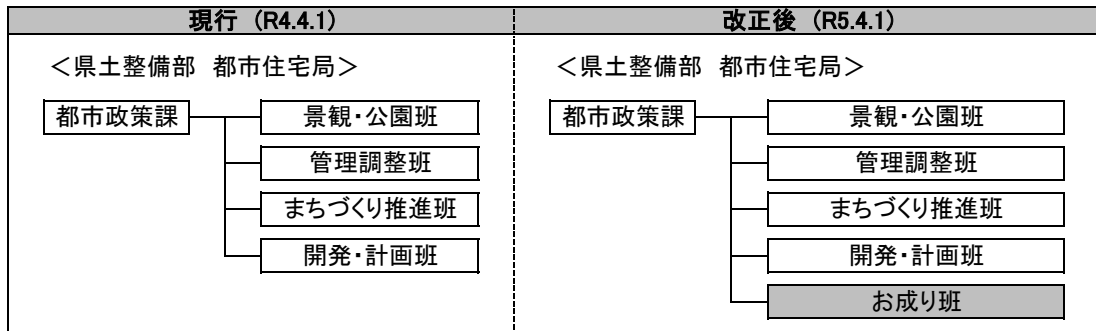 現行 (R4.4.1)
改正後 (R5.4.1)
＜県土整備部 都市住宅局＞
都市政策課
景観・公園班
管理調整班
まちづくり推進班
開発・計画班
＜県土整備部 都市住宅局＞
都市政策課
景観・公園班
管理調整班
まちづくり推進班
開発・計画班
お成り班